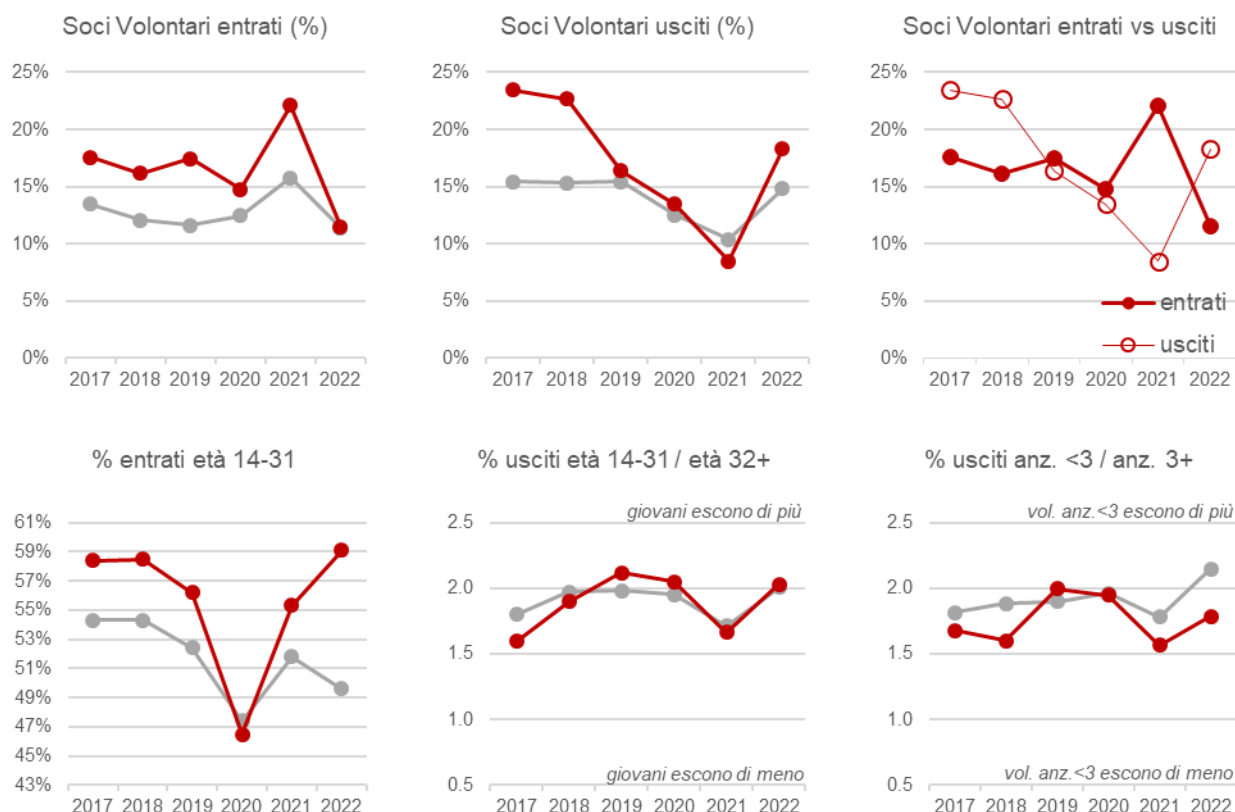 Soci Volontari entrati (%)
25%
20%
15%
10%
5%
0%
2017 2018 2019 2020 2021 2022
Soci Volontari usciti (%)
25%
20%
15%
10%
5%
0%
2017 2018 2019 2020 2021 2022
Soci Volontari entrati vs usciti
25%
20%
15%
10%
5%
0%
entrati
usciti
2017 2018 2019 2020 2021 2022
% entrati età 14-31
61%
59%
57%
55%
53%
51%
49%
47%
45%
43%
2017 2018 2019 2020 2021 2022
% usciti età 14-31 / età 32+
giovani escono di più
2.5
2.0
1.5
1.0
0.5
giovani escono di meno
2017 2018 2019 2020 2021 2022
% usciti anz. <3 / anz. 3+
vol. anz.<3 escono di più
2.5
2.0
1.5
1.0
0.5
vol. anz.<3 escono di meno
2017 2018 2019 2020 2021 2022